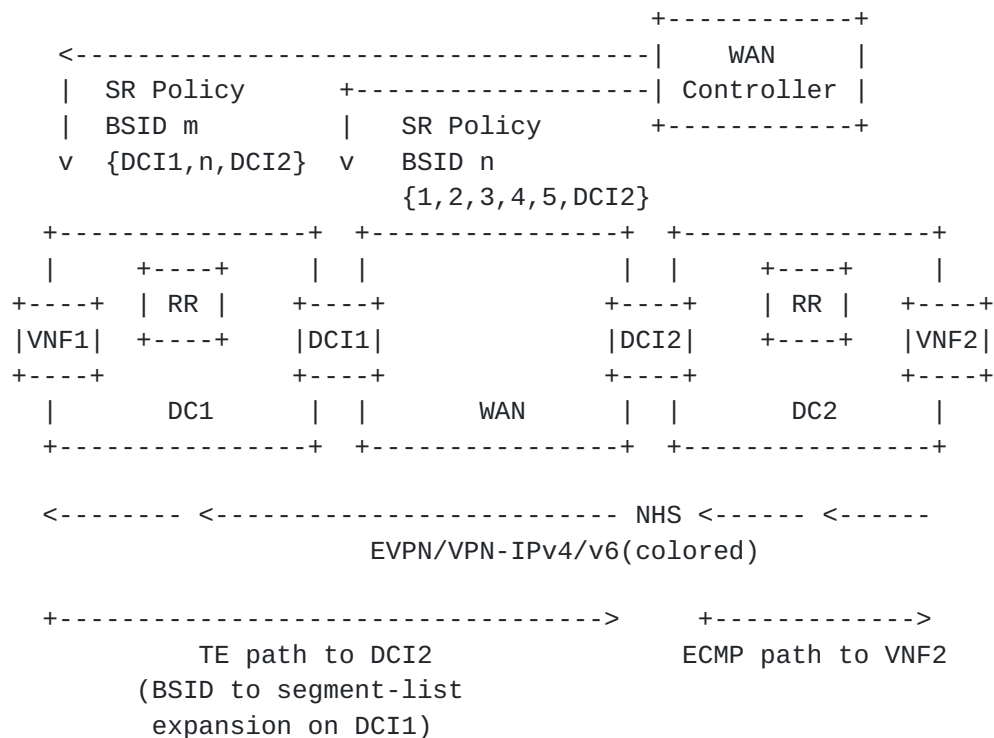 +------------+
   <-------------------------------------|    WAN     |
   |  SR Policy      +-------------------| Controller |
   |  BSID m         |   SR Policy       +------------+
   v  {DCI1,n,DCI2}  v   BSID n
                         {1,2,3,4,5,DCI2}
  +----------------+  +----------------+  +----------------+
  |     +----+     |  |                |  |     +----+     |
+----+  | RR |    +----+              +----+    | RR |   +----+
|VNF1|  +----+    |DCI1|              |DCI2|    +----+   |VNF2|
+----+            +----+              +----+             +----+
  |       DC1      |  |       WAN      |  |       DC2      |
  +----------------+  +----------------+  +----------------+

  <-------- <--------------------------- NHS <------ <------
                     EVPN/VPN-IPv4/v6(colored)

  +----------------------------------->     +------------->
            TE path to DCI2                ECMP path to VNF2
        (BSID to segment-list
         expansion on DCI1)